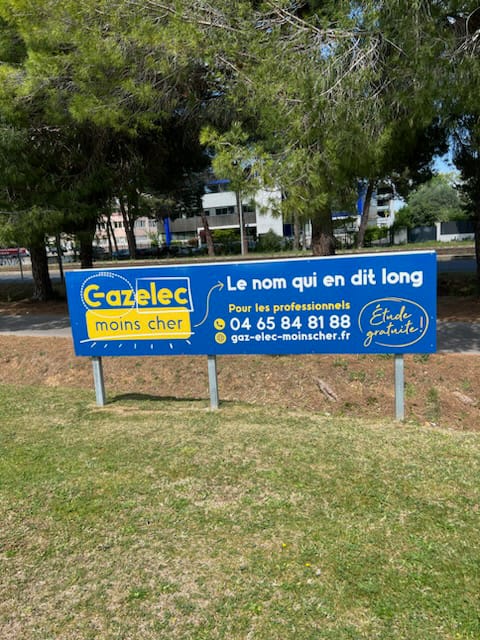 Gazelec
moins cher
Le nom qui en dit long
Pour les professionnels
04 65 84 81 88
gaz-elec-moinscher.fr
Étude
gratuite !